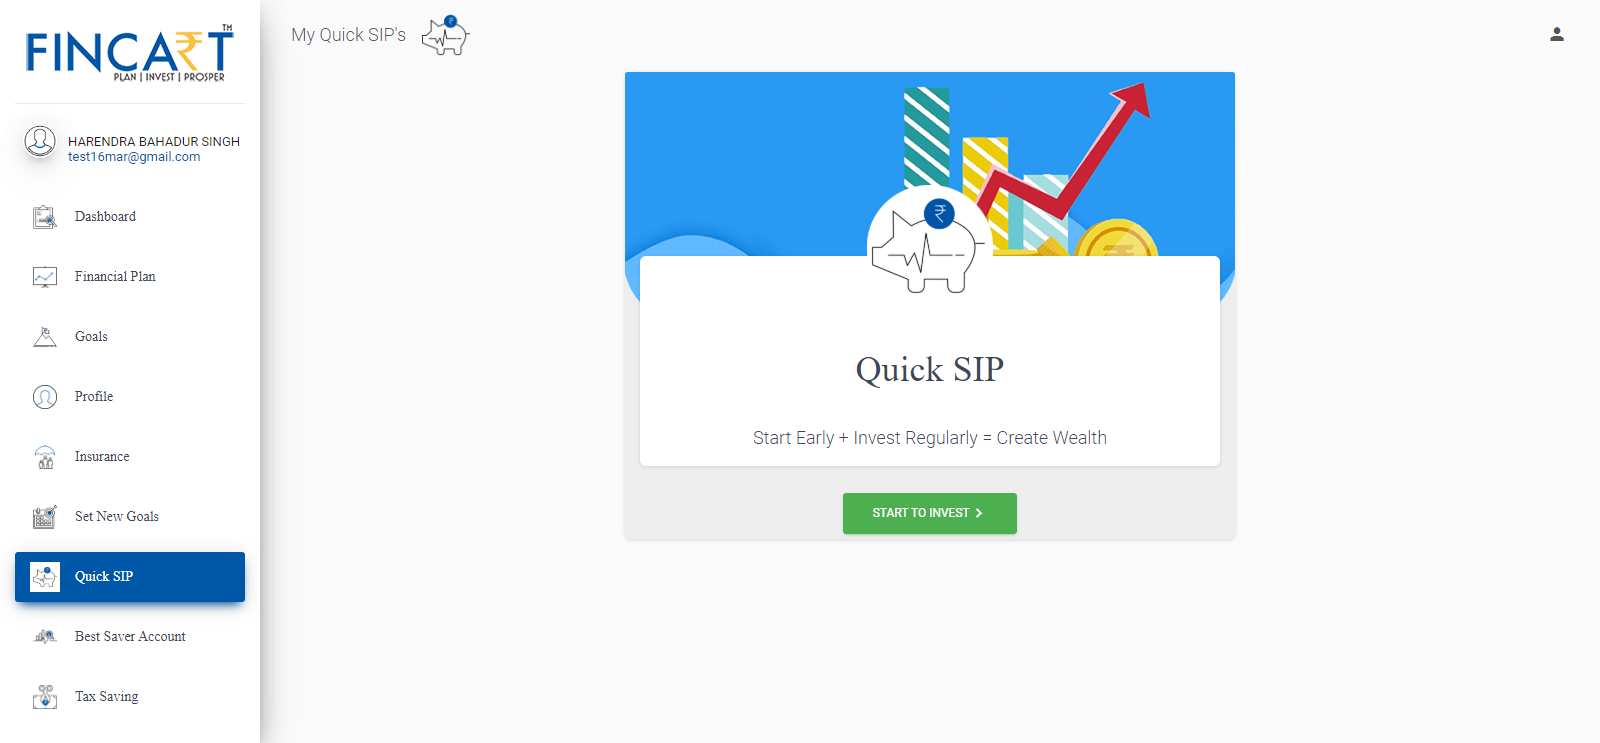 FINCART TM
PLAN | INVEST | PROSPER
HARENDRA BAHADUR SINGH
test16mar@gmail.com
Dashboard
Financial Plan
Goals
Profile
Insurance
Set New Goals
Quick SIP
Best Saver Account
Tax Saving
My Quick SIP's
₹
₹
₹
Quick SIP
Start Early + Invest Regularly = Create Wealth
START TO INVEST >